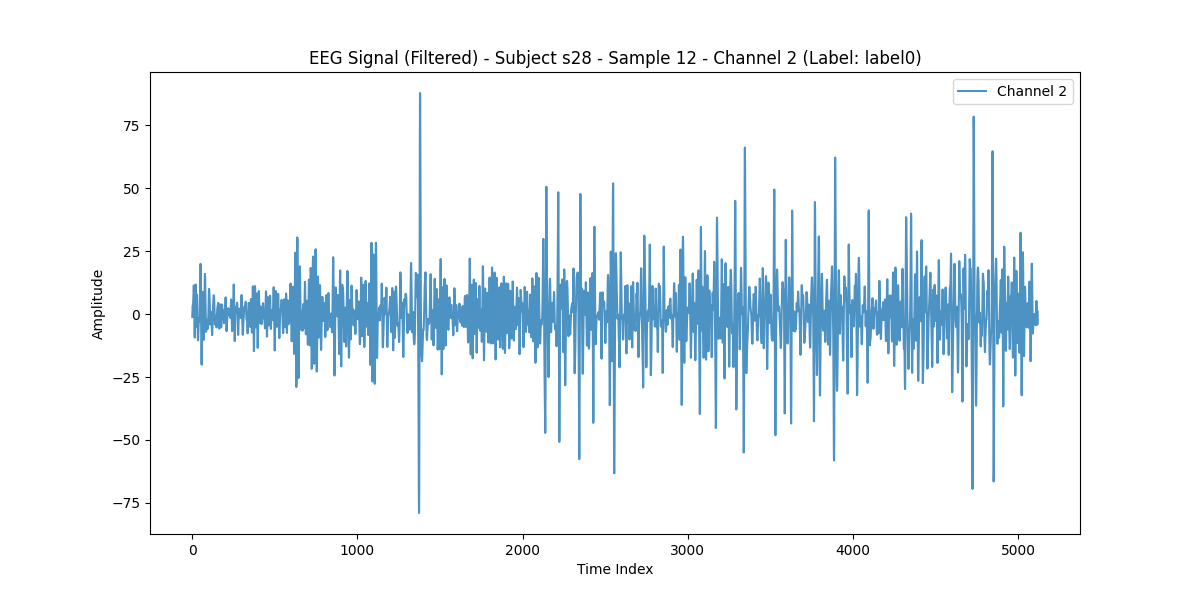 EEG Signal (Filtered) - Subject s28 - Sample 12 - Channel 2 (Label: label0)
Channel 2
Amplitude
75
50
25
0
−25
−50
−75
0 1000 2000 3000 4000 5000
Time Index